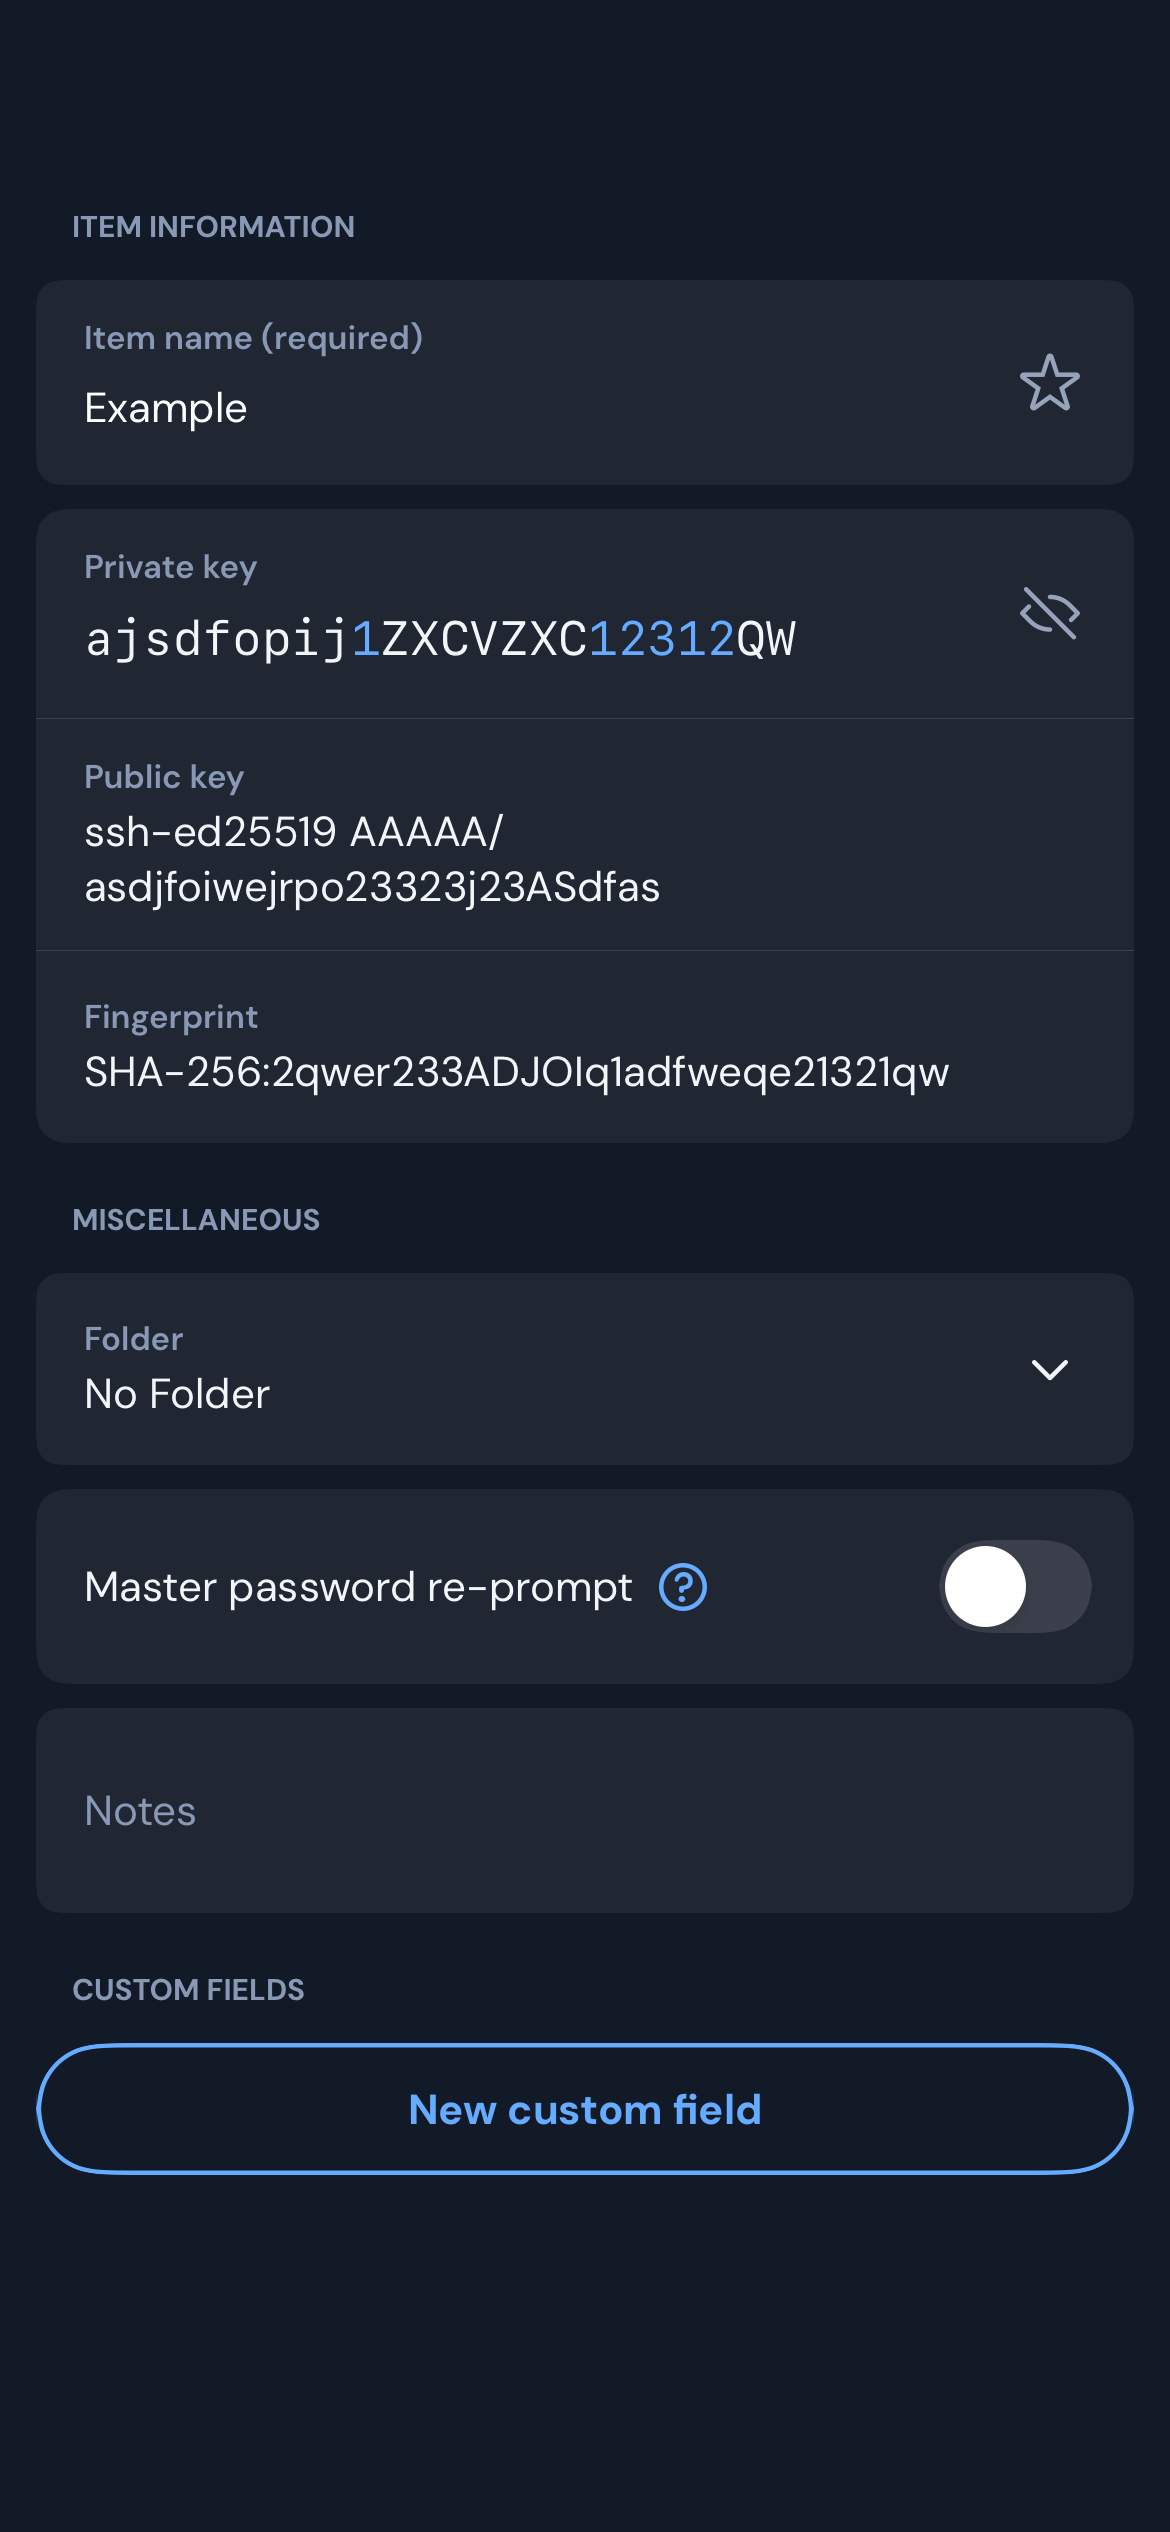 ITEM INFORMATION
Item name (required)
Example
Private key
ajsdfopij1ZXCVZXC12312QW
Public key
ssh-ed25519 AAAAA/
asdjfoiwejrpo23323j23ASdfas
Fingerprint
SHA-256:2qwer233ADJOIq1adfweqe21321qw
MISCELLANEOUS
Folder
No Folder
Master password re-prompt
Notes
CUSTOM FIELDS
New custom field